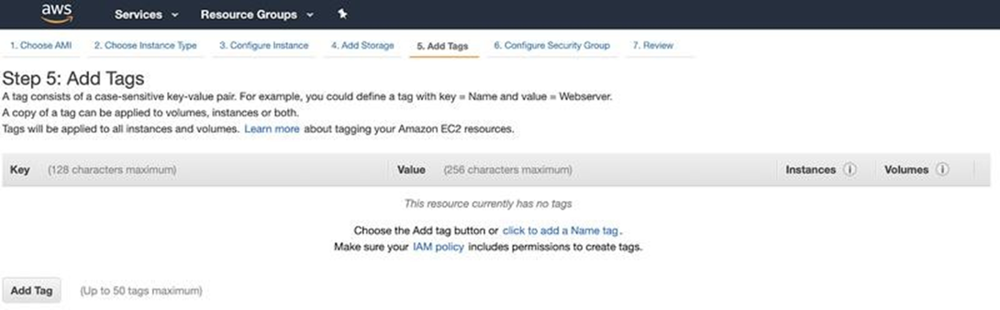 aws Services Resource Groups
1. Choose AMI 2. Choose Instance Type 3. Configure Instance 4. Add Storage 5. Add Tags 6. Configure Security Group 7. Review
Step 5: Add Tags
A tag consists of a case-sensitive key-value pair. For example, you could define a tag with key = Name and value = Webserver.
A copy of a tag can be applied to volumes, instances or both.
Tags will be applied to all instances and volumes. Learn more about tagging your Amazon EC2 resources.
Key (128 characters maximum) Value (256 characters maximum) Instances Volumes
This resource currently has no tags
Choose the Add tag button or click to add a Name tag.
Make sure your IAM policy includes permissions to create tags.
Add Tag (Up to 50 tags maximum)